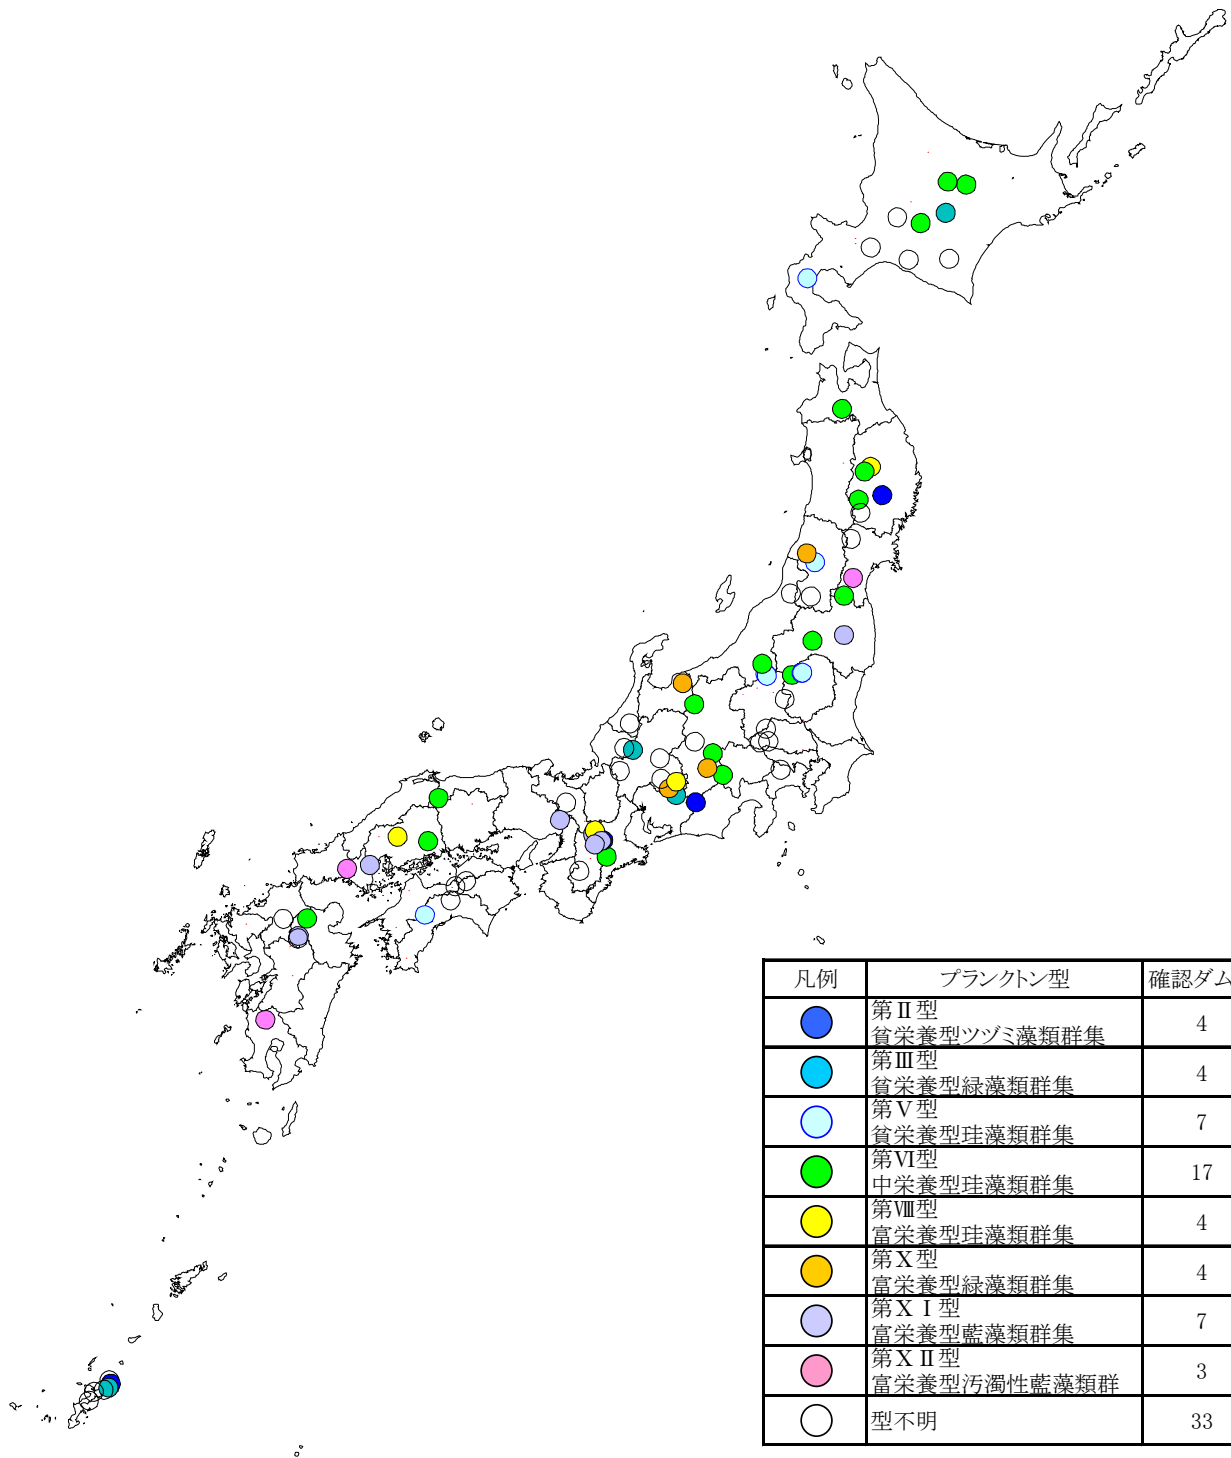 凡例 プランクトン型 確認ダム
第Ⅱ型
貧栄養型ツヅミ藻類群集 4
第Ⅲ型
貧栄養型緑藻類群集 4
第Ⅴ型
貧栄養型珪藻類群集 7
第Ⅵ型
中栄養型珪藻類群集 17
第Ⅷ型
富栄養型珪藻類群集 4
第Ⅹ型
富栄養型緑藻類群集 4
第ⅩⅠ型
富栄養型藍藻類群集 7
第ⅩⅡ型
富栄養型汚濁性藍藻類群 3
型不明 33